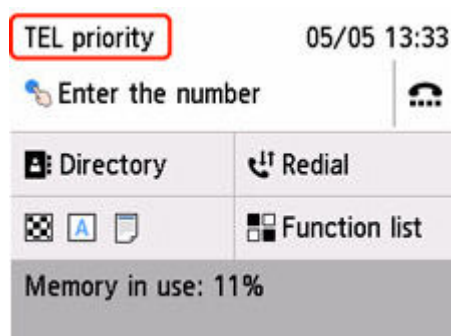 TEL priority 05/05 13:33
Enter the number
Directory Redial
A Function list
Memory in use: 11%